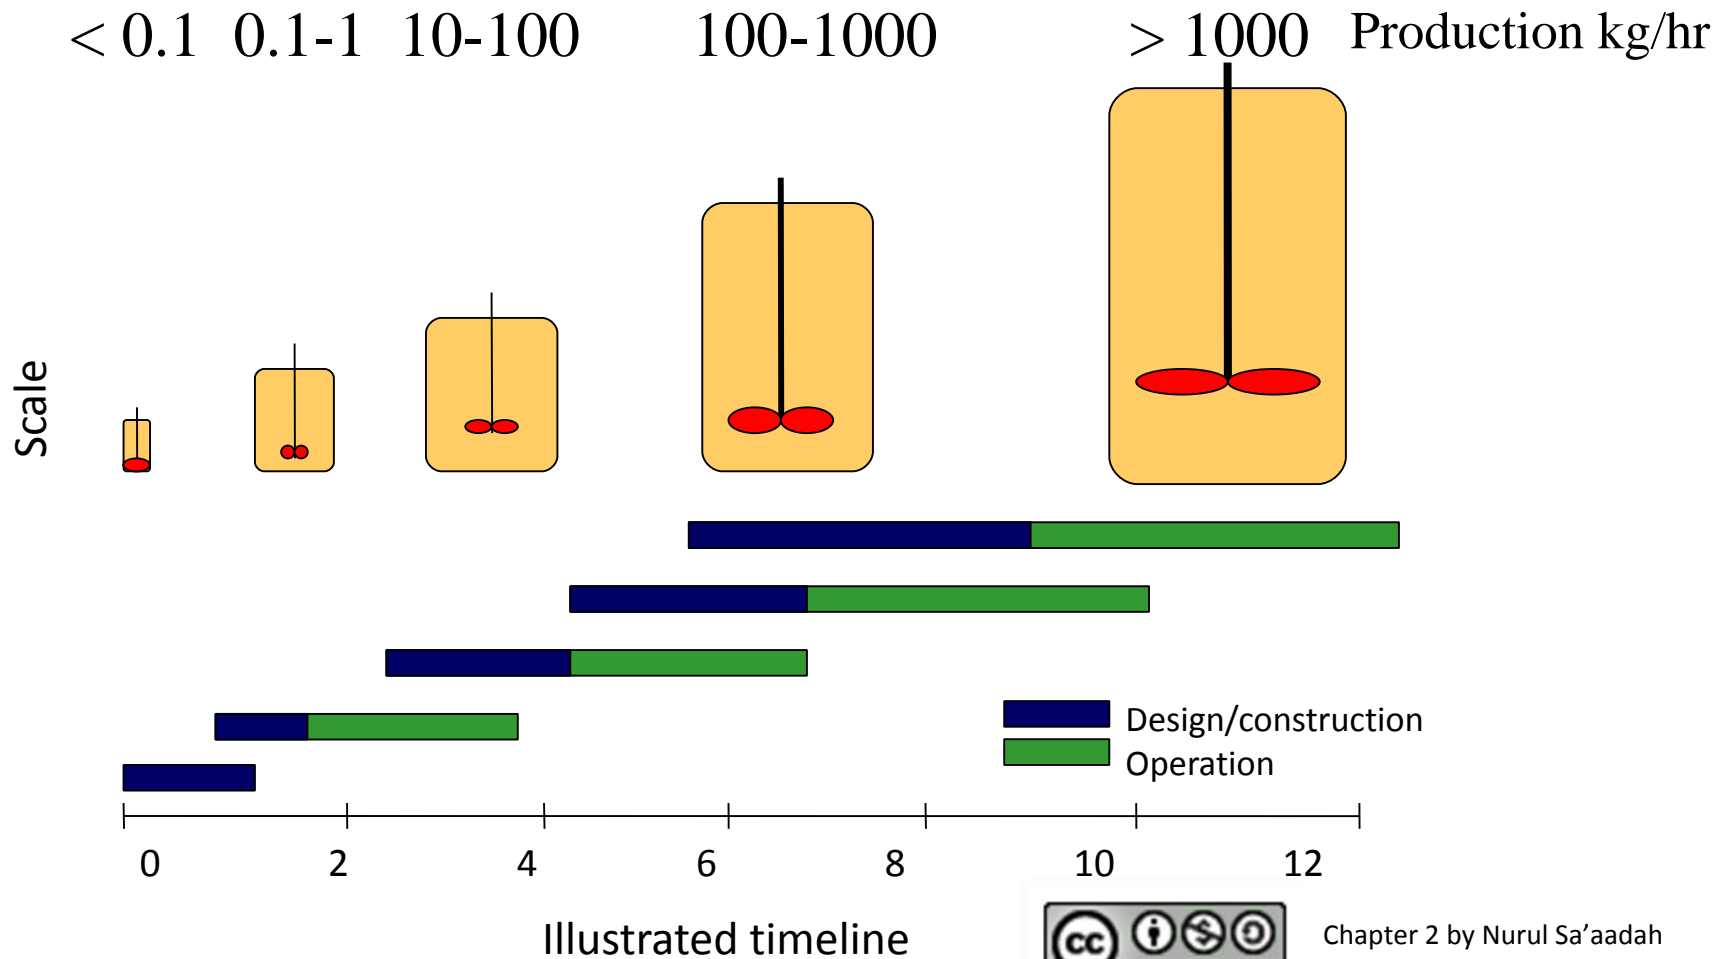 < 0.1 0.1-1 10-100 100-1000 > 1000 Production kg/hr
Scale
Design/construction
Operation
0 2 4 6 8 10 12
Illustrated timeline
cc
Chapter 2 by Nurul Sa’aadah